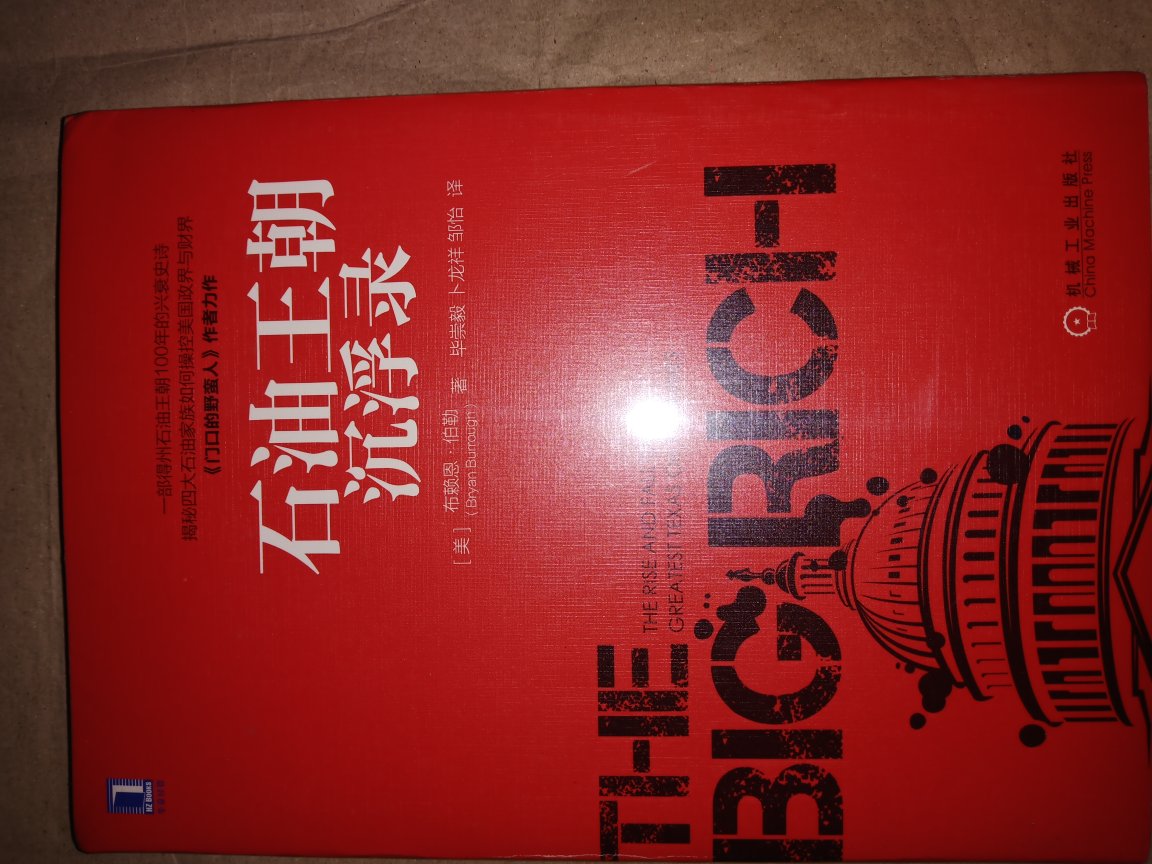 一部得州石油王朝100年的兴衰史诗
揭秘四大石油家族如何操控美国政界与财界
《门口的野蛮人》作者力作
石油王朝
沉浮录
［美］ 布赖恩·伯勒 著 毕崇毅 卜龙祥 邹怡 译
（Bryan Burrough）
THE
THE RISE AND FALL
GREATEST TEXAS
BIG RICH
机械工业出版社
China Machine Press
HZ BOOKS